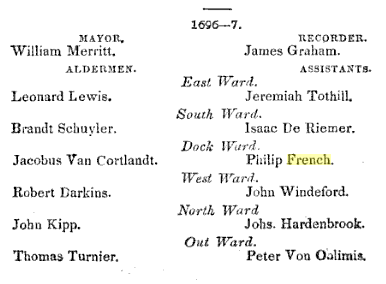 1696—7.
MAYOR. RECORDER.
William Merritt. James Graham.
ALDERMEN. ASSISTANTS.
East Ward.
Leonard Lewis. Jeremiah Tothill.
South Ward.
Brandt Schuyler. Isaac De Riemer.
Dock Ward.
Jacobus Van Cortlandt. Philip French.
West Ward.
Robert Darkins. John Windeford.
North Ward
John Kipp. Johs. Hardenbrook.
Out Ward.
Thomas Turnier. Peter Von Oblimis.